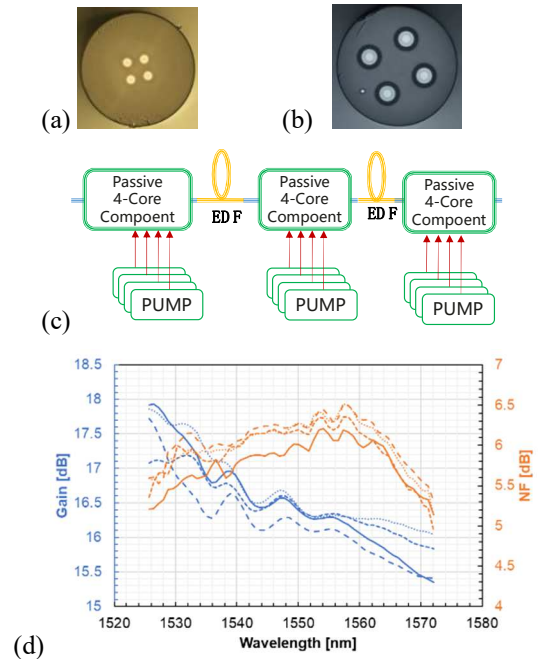 (a)
(b)
Passive
4-Core
Compoent
EDF
Passive
4-Core
Compoent
EDF
Passive
4-Core
Compoent
PUMP
PUMP
PUMP
(c)
18.5
18
17.5
17
16.5
16
15.5
15
Gain [dB]
7
6.5
6
5.5
5
4.5
4
NF [dB]
1520 1530 1540 1550 1560 1570 1580
Wavelength [nm]
(d)